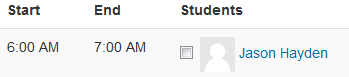 Start End Students
6:00 AM 7:00 AM Jason Hayden